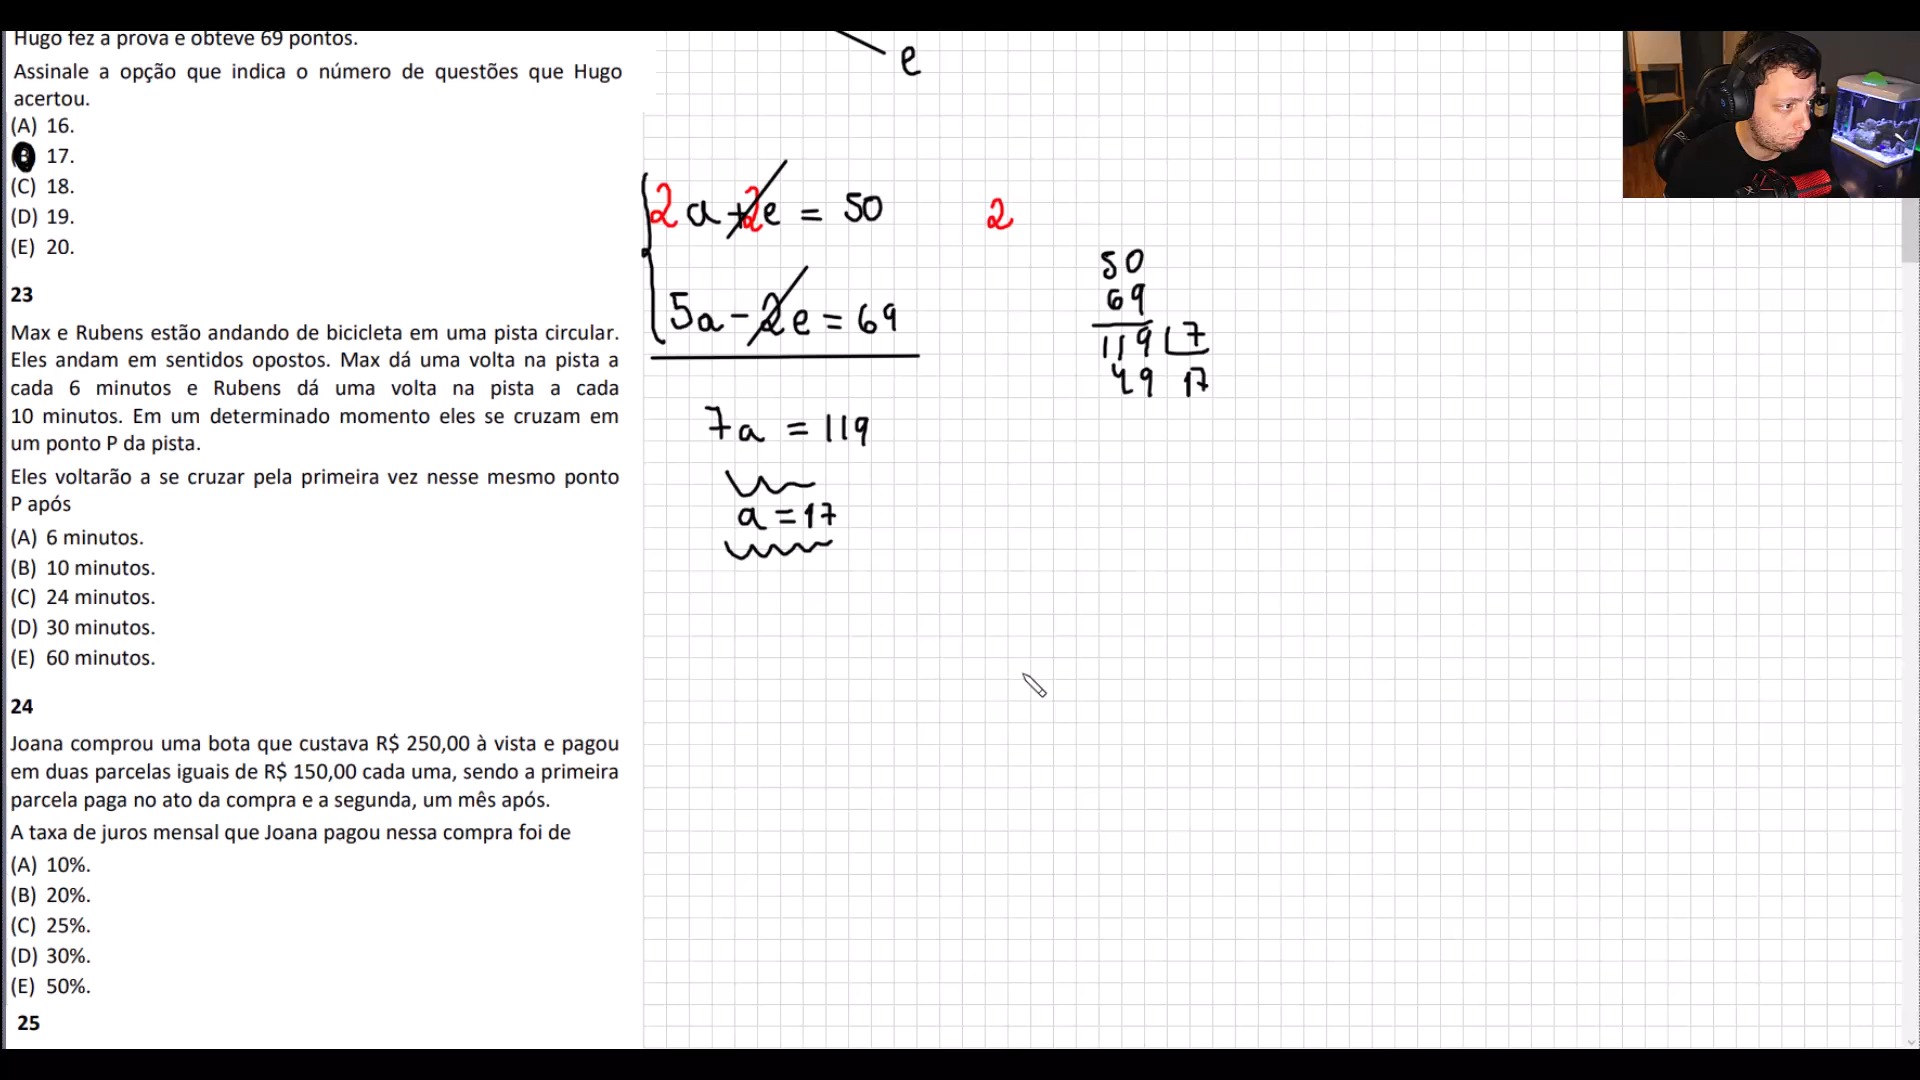 Hugo fez a prova e obteve 69 pontos.
Assinale a opção que indica o número de questões que Hugo
acertou.
(A) 16.
B 17.
(C) 18.
(D) 19.
(E) 20.
23
Max e Rubens estão andando de bicicleta em uma pista circular.
Eles andam em sentidos opostos. Max dá uma volta na pista a
cada 6 minutos e Rubens dá uma volta na pista a cada
10 minutos. Em um determinado momento eles se cruzam em
um ponto P da pista.
Eles voltarão a se cruzar pela primeira vez nesse mesmo ponto
P após
(A) 6 minutos.
(B) 10 minutos.
(C) 24 minutos.
(D) 30 minutos.
(E) 60 minutos.
24
Joana comprou uma bota que custava R$ 250,00 à vista e pagou
em duas parcelas iguais de R$ 150,00 cada uma, sendo a primeira
parcela paga no ato da compra e a segunda, um mês após.
A taxa de juros mensal que Joana pagou nessa compra foi de
(A) 10%.
(B) 20%.
(C) 25%.
(D) 30%.
(E) 50%.
25
e
2a+2e = 50 2
5a-2e = 69
7a = 119
a = 17
50
69
119 7
49 17